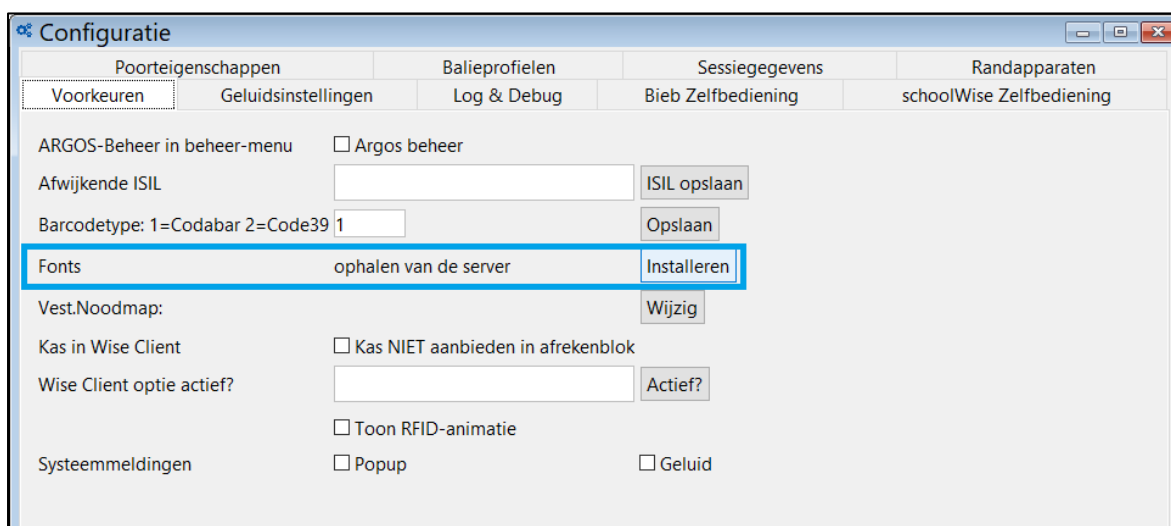 Configuratie
Poorteigenschappen Balieprofielen Sessiegegevens Randapparaten
Voorkeuren Geluidsinstellingen Log & Debug Bieb Zelfbediening schoolWise Zelfbediening
ARGOS-Beheer in beheer-menu Argos beheer
Afwijkende ISIL ISIL opslaan
Barcodetype: 1=Codabar 2=Code39 1 Opslaan
Fonts ophalen van de server Installeren
Vest.Noodmap: Wijzig
Kas in Wise Client Kas NIET aanbieden in afrekenblok
Wise Client optie actief? Actief?
Toon RFID-animatie
Systeemmeldingen Popup Geluid